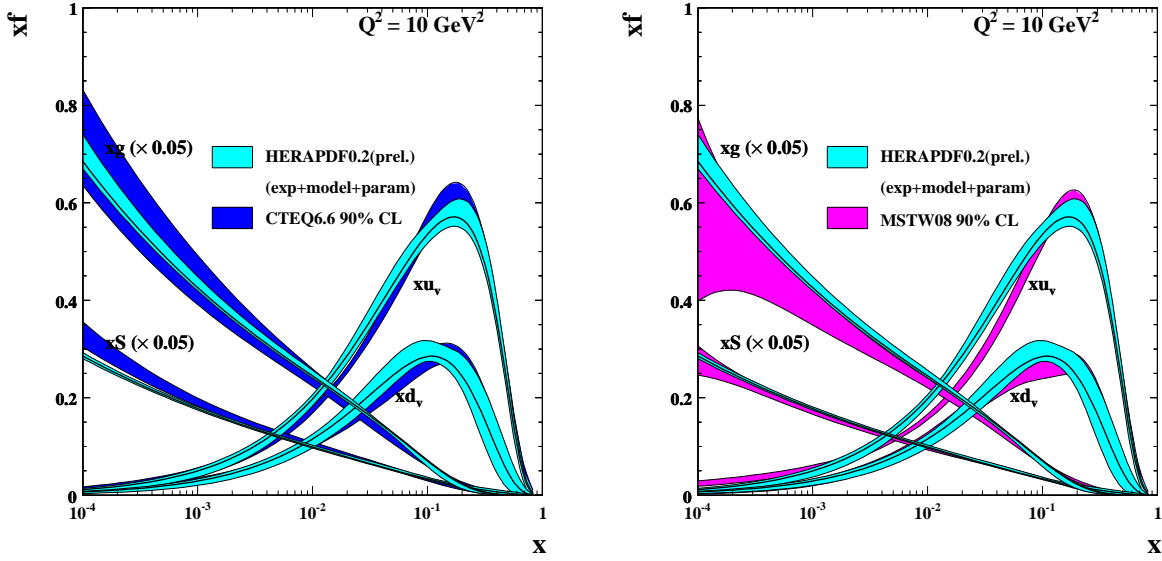 xf
Q² = 10 GeV²
1
0.8
0.6
0.4
0.2
0
xg (× 0.05)
HERAPDF0.2(prel.)
(exp+model+param)
CTEQ6.6 90% CL
xu_v
xS (× 0.05)
xd_v
10⁻⁴
10⁻³
10⁻²
10⁻¹
1
x
xf
Q² = 10 GeV²
1
0.8
0.6
0.4
0.2
0
xg (× 0.05)
HERAPDF0.2(prel.)
(exp+model+param)
MSTW08 90% CL
xu_v
xS (× 0.05)
xd_v
10⁻⁴
10⁻³
10⁻²
10⁻¹
1
x